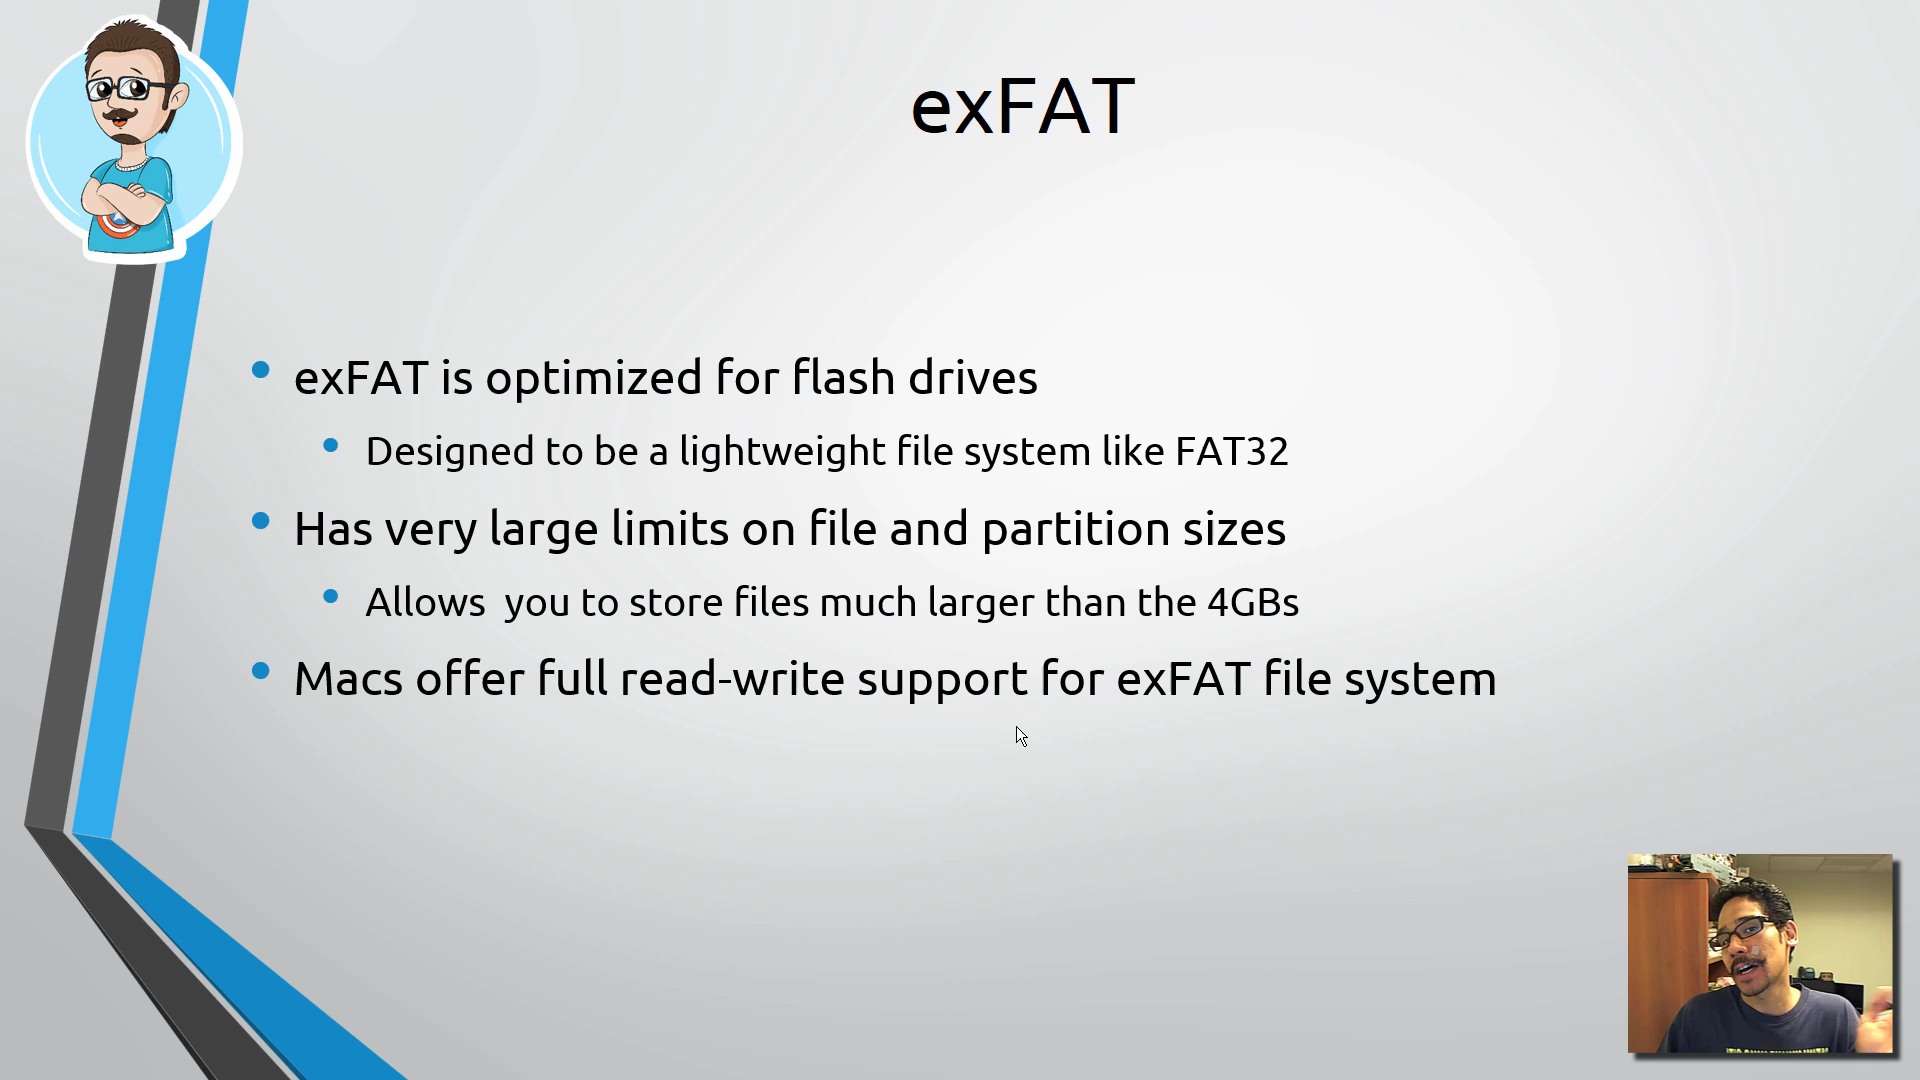 exFAT
exFAT is optimized for flash drives
Designed to be a lightweight file system like FAT32
Has very large limits on file and partition sizes
Allows  you to store files much larger than the 4GBs
Macs offer full read-write support for exFAT file system